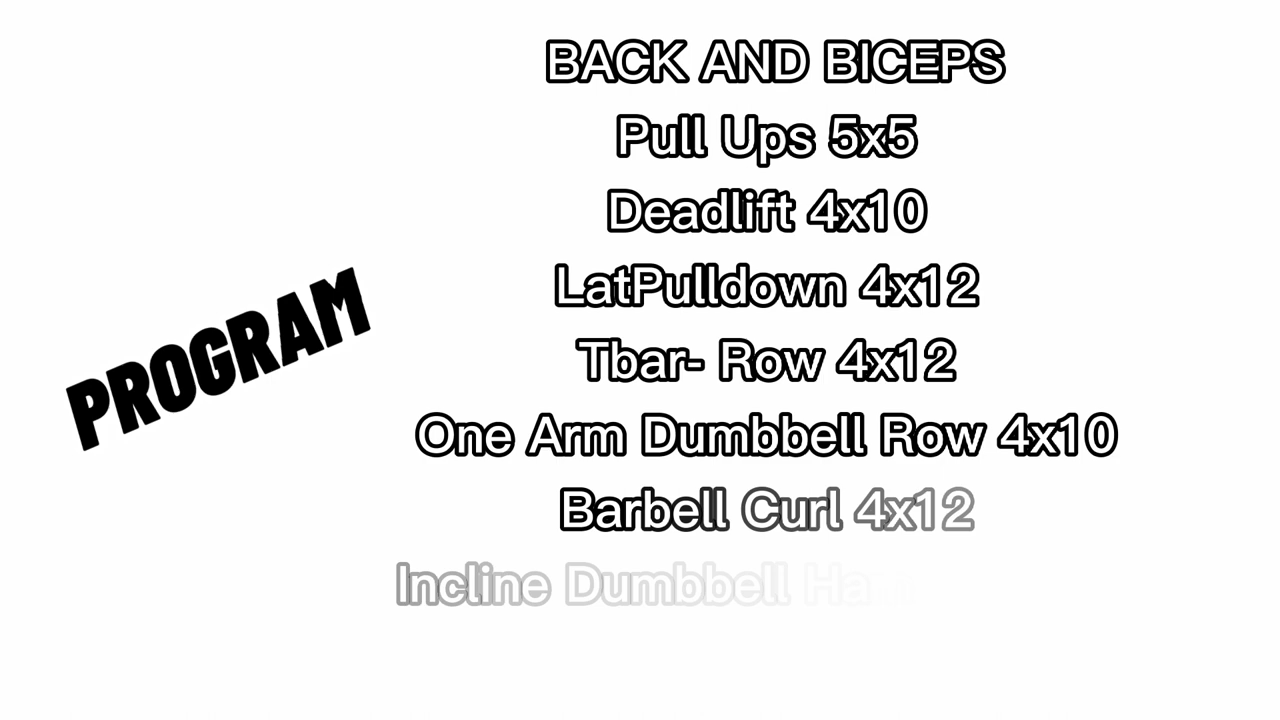 BACK AND BICEPS
Pull Ups 5x5
Deadlift 4x10
LatPulldown 4x12
Tbar- Row 4x12
One Arm Dumbbell Row 4x10
Barbell Curl 4x12
Incline Dumbbell
PROGRAM